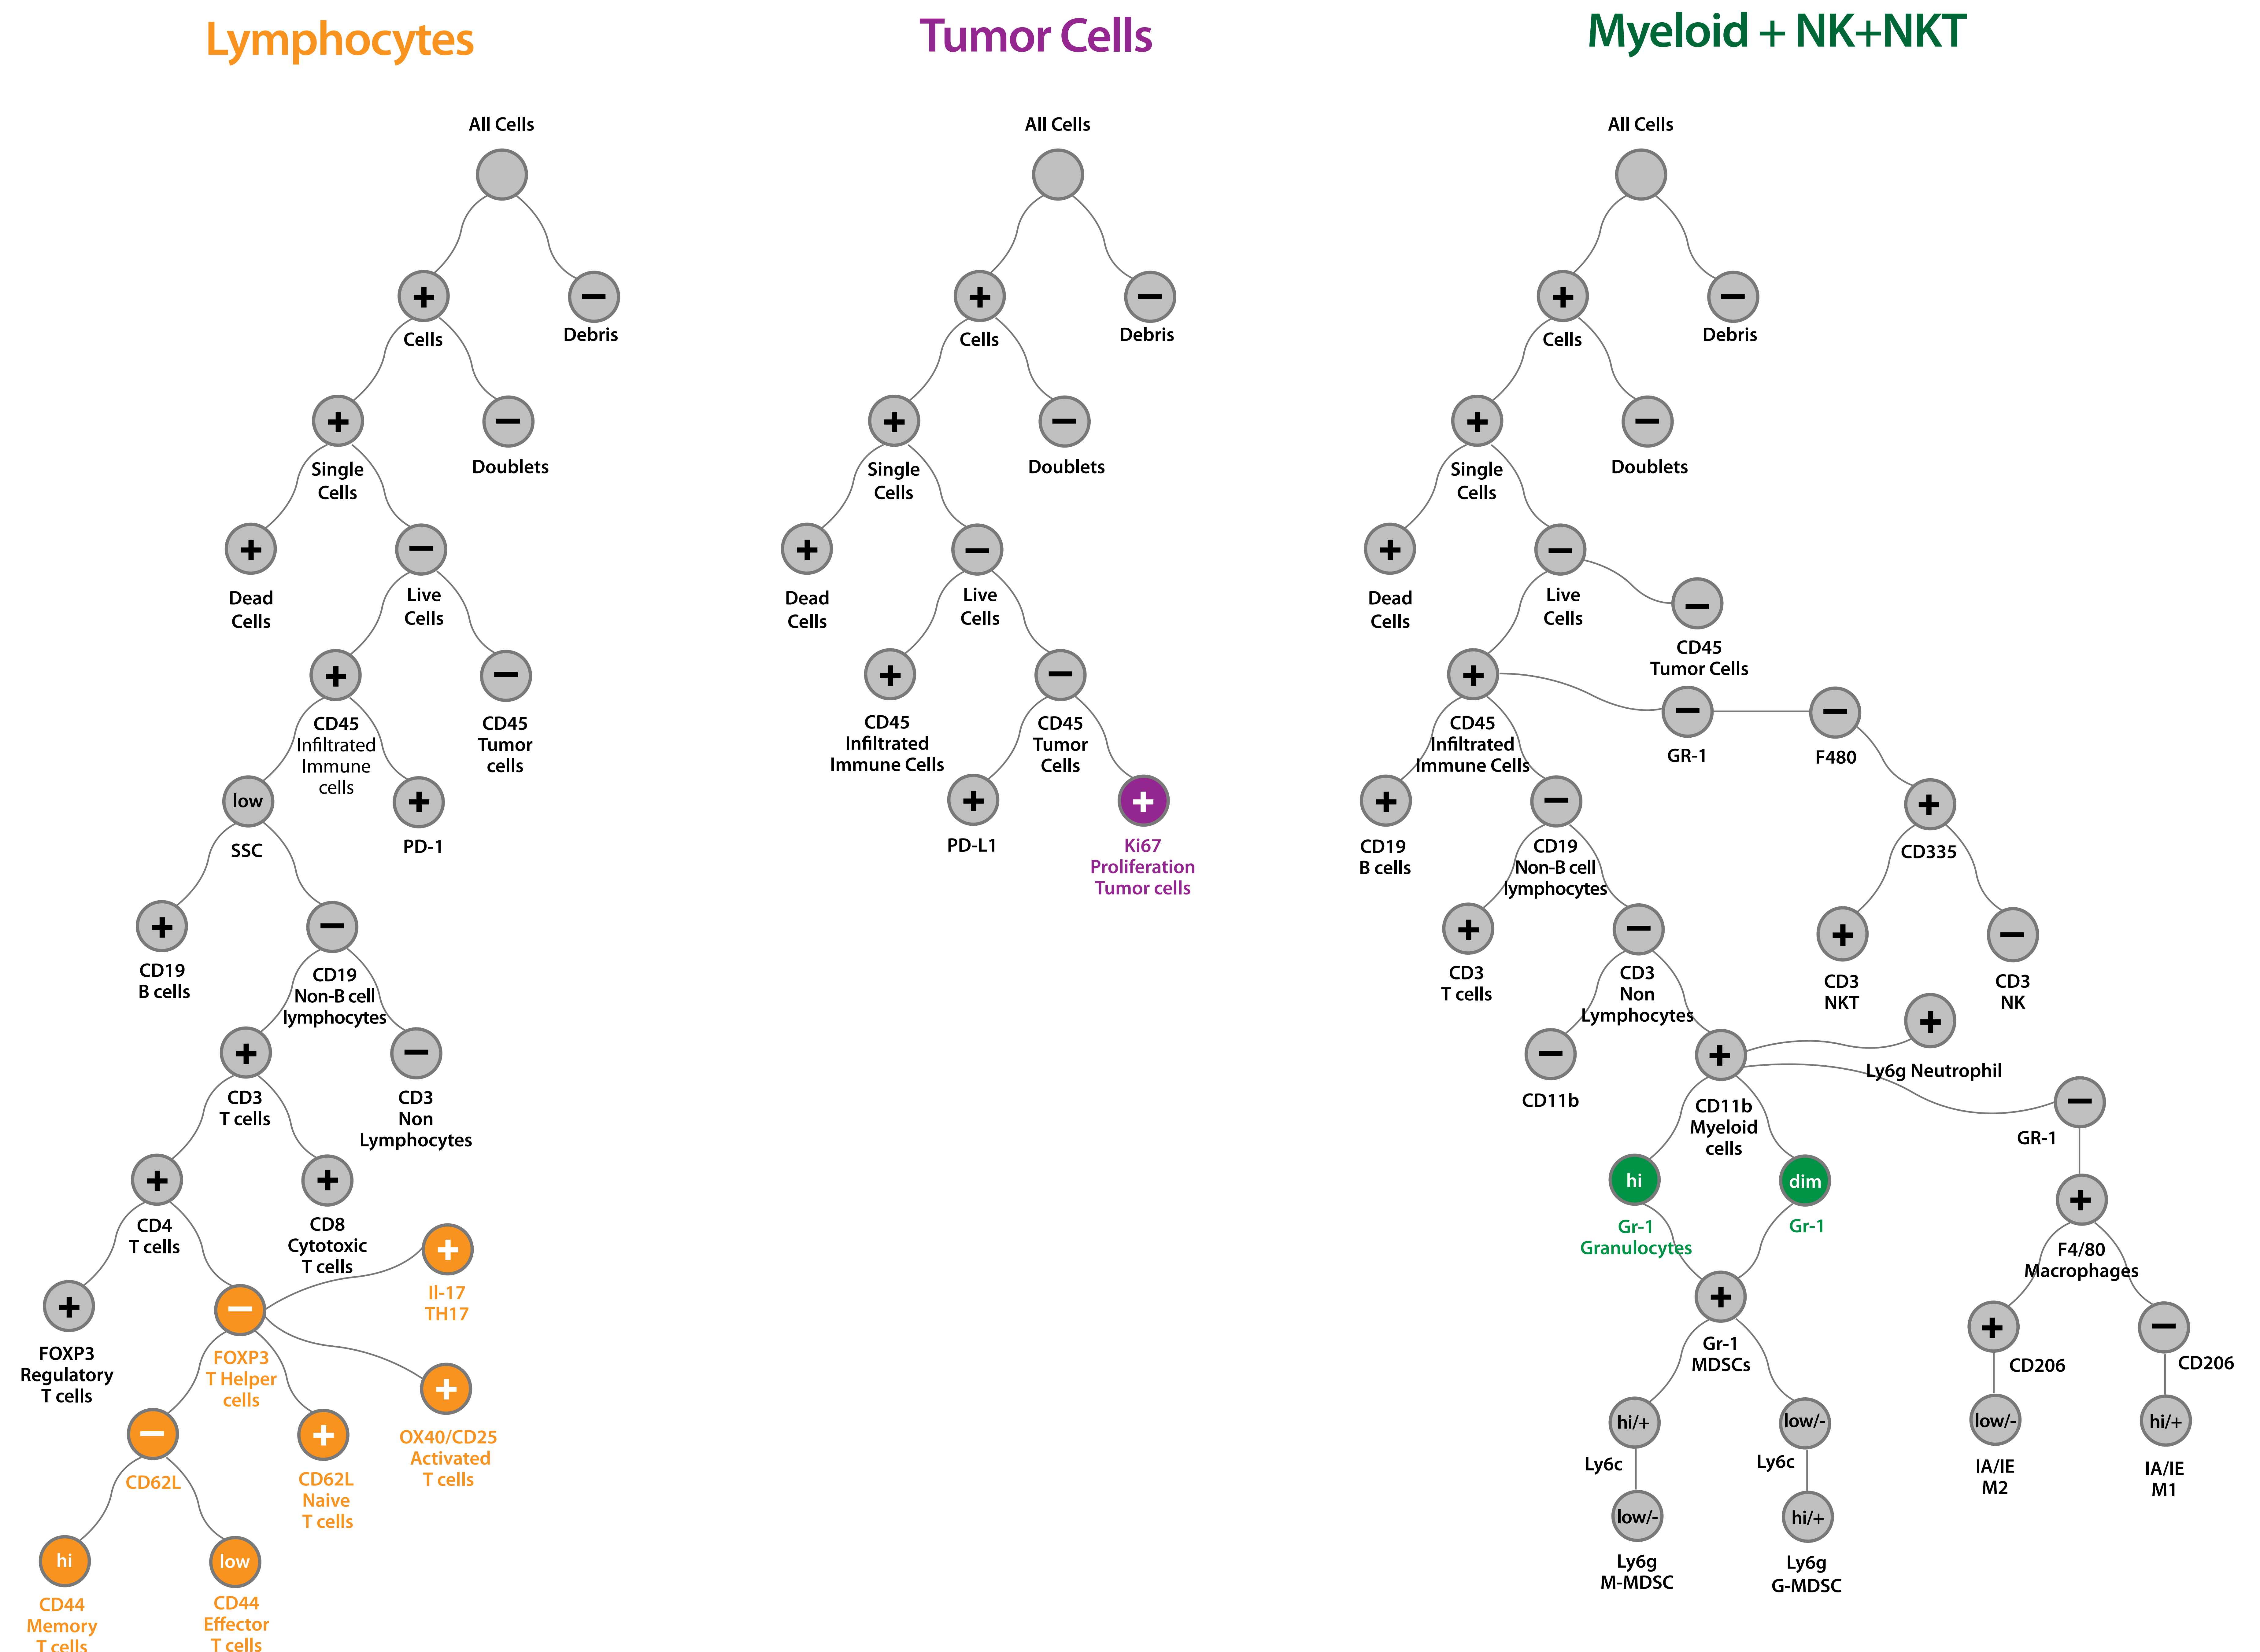 Lymphocytes
All Cells
+
Cells
−
Debris
+
Single
Cells
−
Doublets
+
Dead
Cells
−
Live
Cells
+
CD45
Infiltrated
Immune
cells
−
CD45
Tumor
cells
low
SSC
+
PD-1
+
CD19
B cells
−
CD19
Non-B cell
lymphocytes
+
CD3
T cells
−
CD3
Non
Lymphocytes
+
CD4
T cells
+
CD8
Cytotoxic
T cells
+
FOXP3
Regulatory
T cells
−
FOXP3
T Helper
cells
+
Il-17
TH17
+
OX40/CD25
Activated
T cells
−
CD62L
+
CD62L
Naive
T cells
hi
CD44
Memory
T cells
low
CD44
Effector
T cells
Tumor Cells
All Cells
+
Cells
−
Debris
+
Single
Cells
−
Doublets
+
Dead
Cells
−
Live
Cells
+
CD45
Infiltrated
Immune Cells
−
CD45
Tumor
Cells
+
PD-L1
+
Ki67
Proliferation
Tumor cells
Myeloid + NK+NKT
All Cells
+
Cells
−
Debris
+
Single
Cells
−
Doublets
+
Dead
Cells
−
Live
Cells
−
CD45
Tumor Cells
+
CD45
Infiltrated
Immune Cells
−
GR-1
−
F480
+
CD335
+
CD3
NKT
−
CD3
NK
+
CD19
B cells
−
CD19
Non-B cell
lymphocytes
+
CD3
T cells
−
CD3
Non
Lymphocytes
−
CD11b
+
CD11b
Myeloid
cells
+
Ly6g Neutrophil
−
GR-1
+
F4/80
Macrophages
+
CD206
−
CD206
low/-
IA/IE
M2
hi/+
IA/IE
M1
hi
Gr-1
Granulocytes
dim
Gr-1
+
Gr-1
MDSCs
hi/+
Ly6c
low/-
Ly6c
low/-
Ly6g
M-MDSC
hi/+
Ly6g
G-MDSC